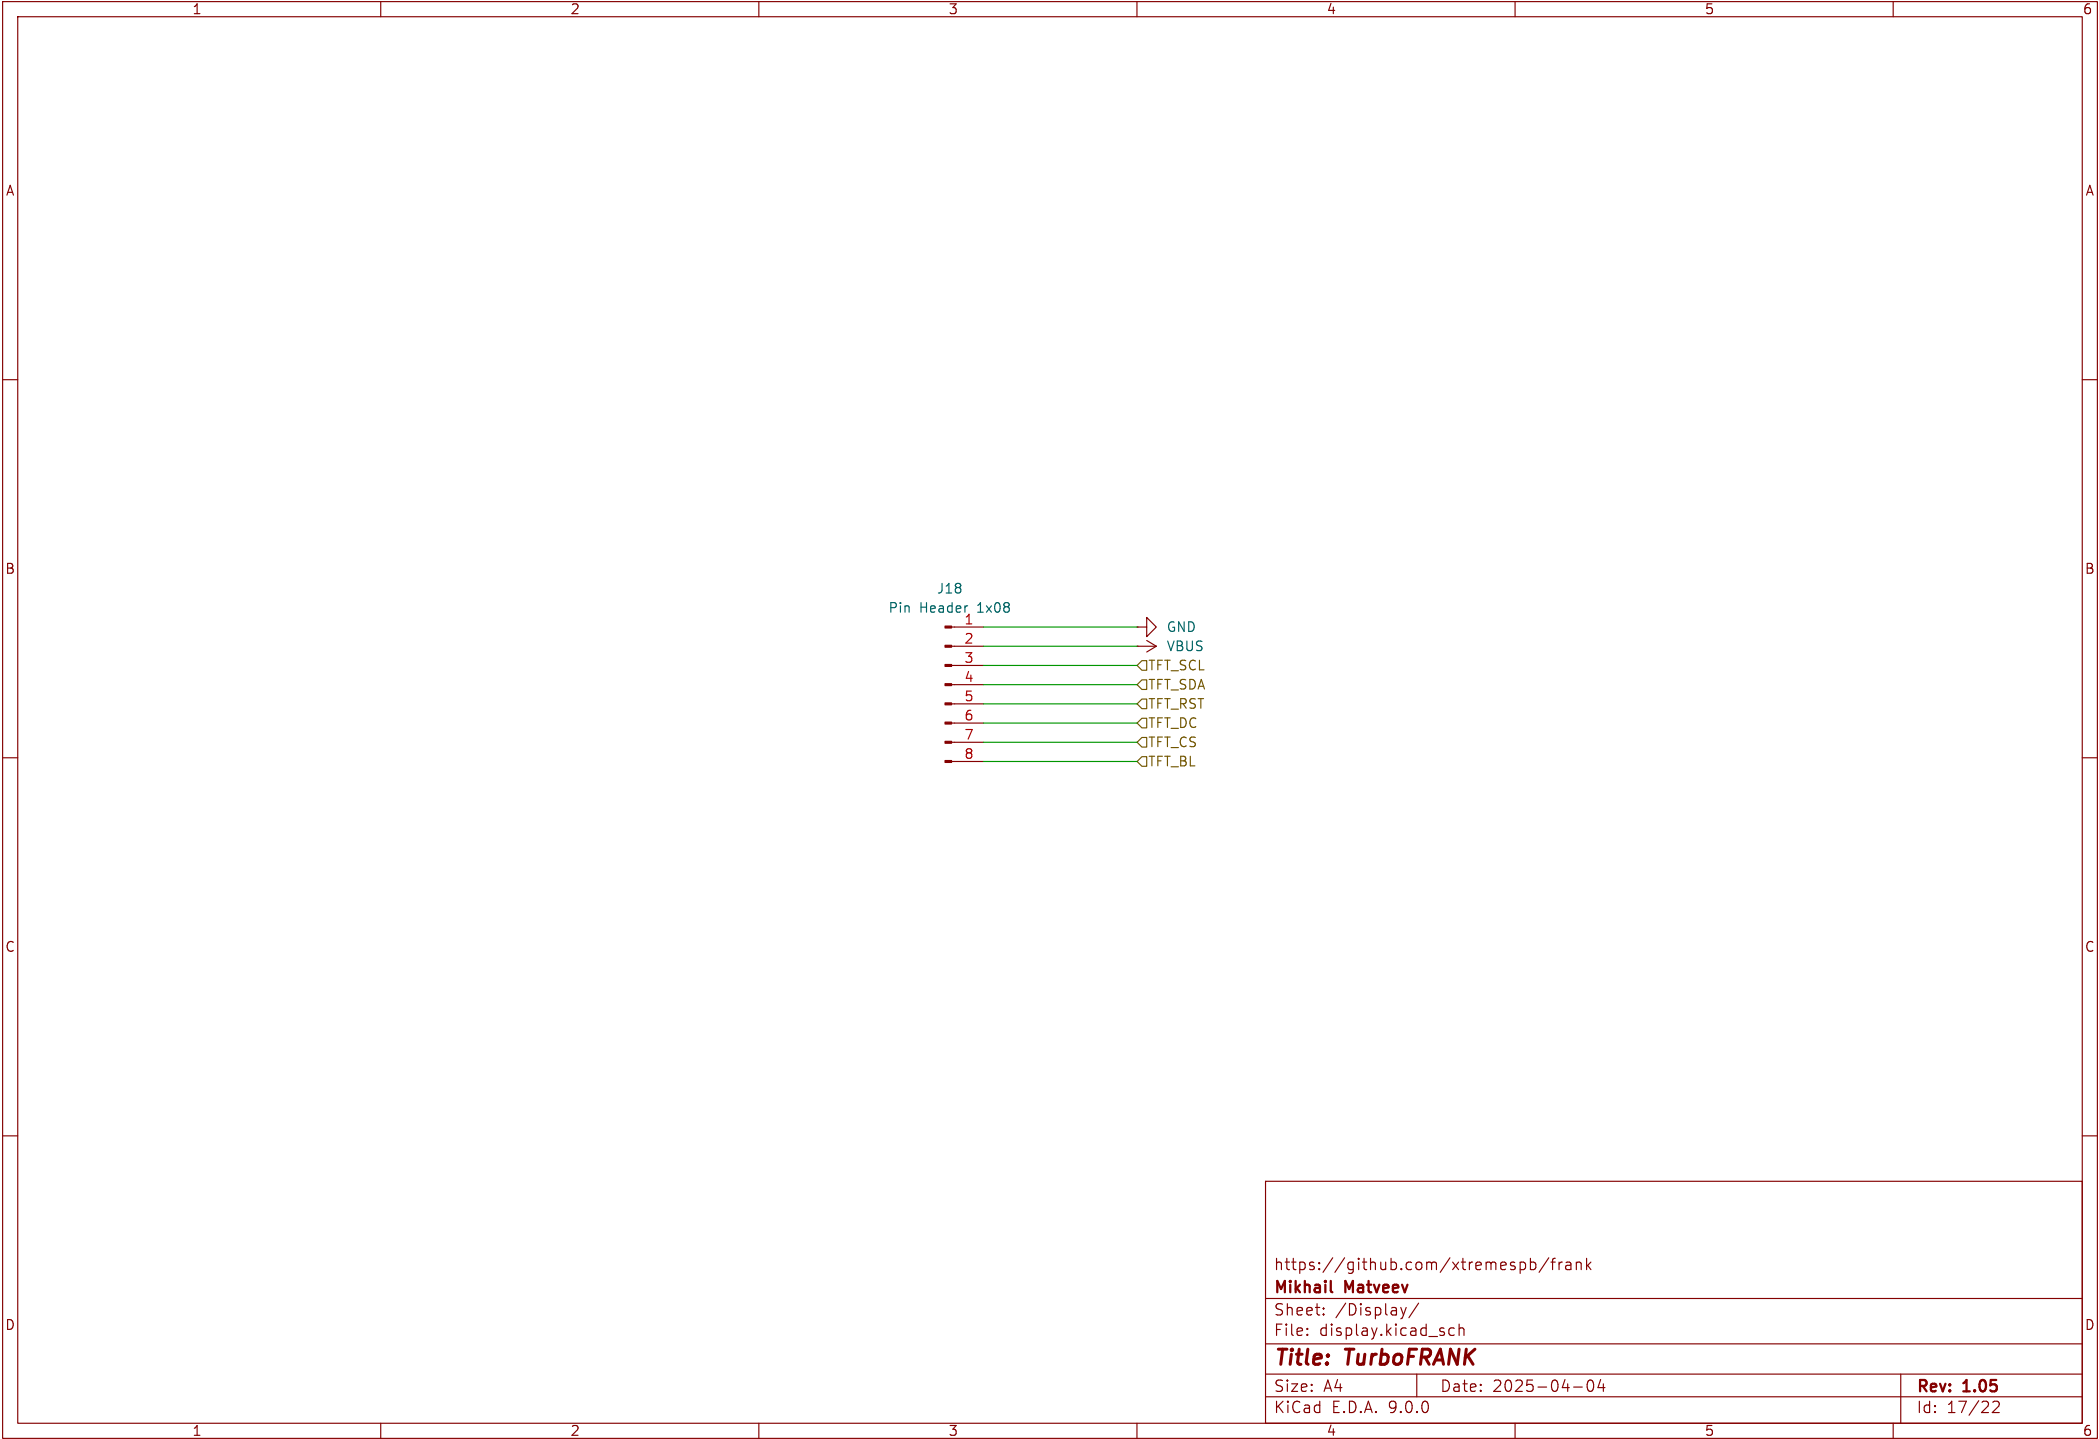 1 2 3 4 5 6
A A
B B
J18
Pin Header 1x08
1 GND
2 VBUS
3 TFT_SCL
4 TFT_SDA
5 TFT_RST
6 TFT_DC
7 TFT_CS
8 TFT_BL
C C
https://github.com/xtremespb/frank
Mikhail Matveev
Sheet: /Display/
D D
File: display.kicad_sch
Title: TurboFRANK
Size: A4 Date: 2025-04-04 Rev: 1.05
KiCad E.D.A. 9.0.0 Id: 17/22
1 2 3 4 5 6